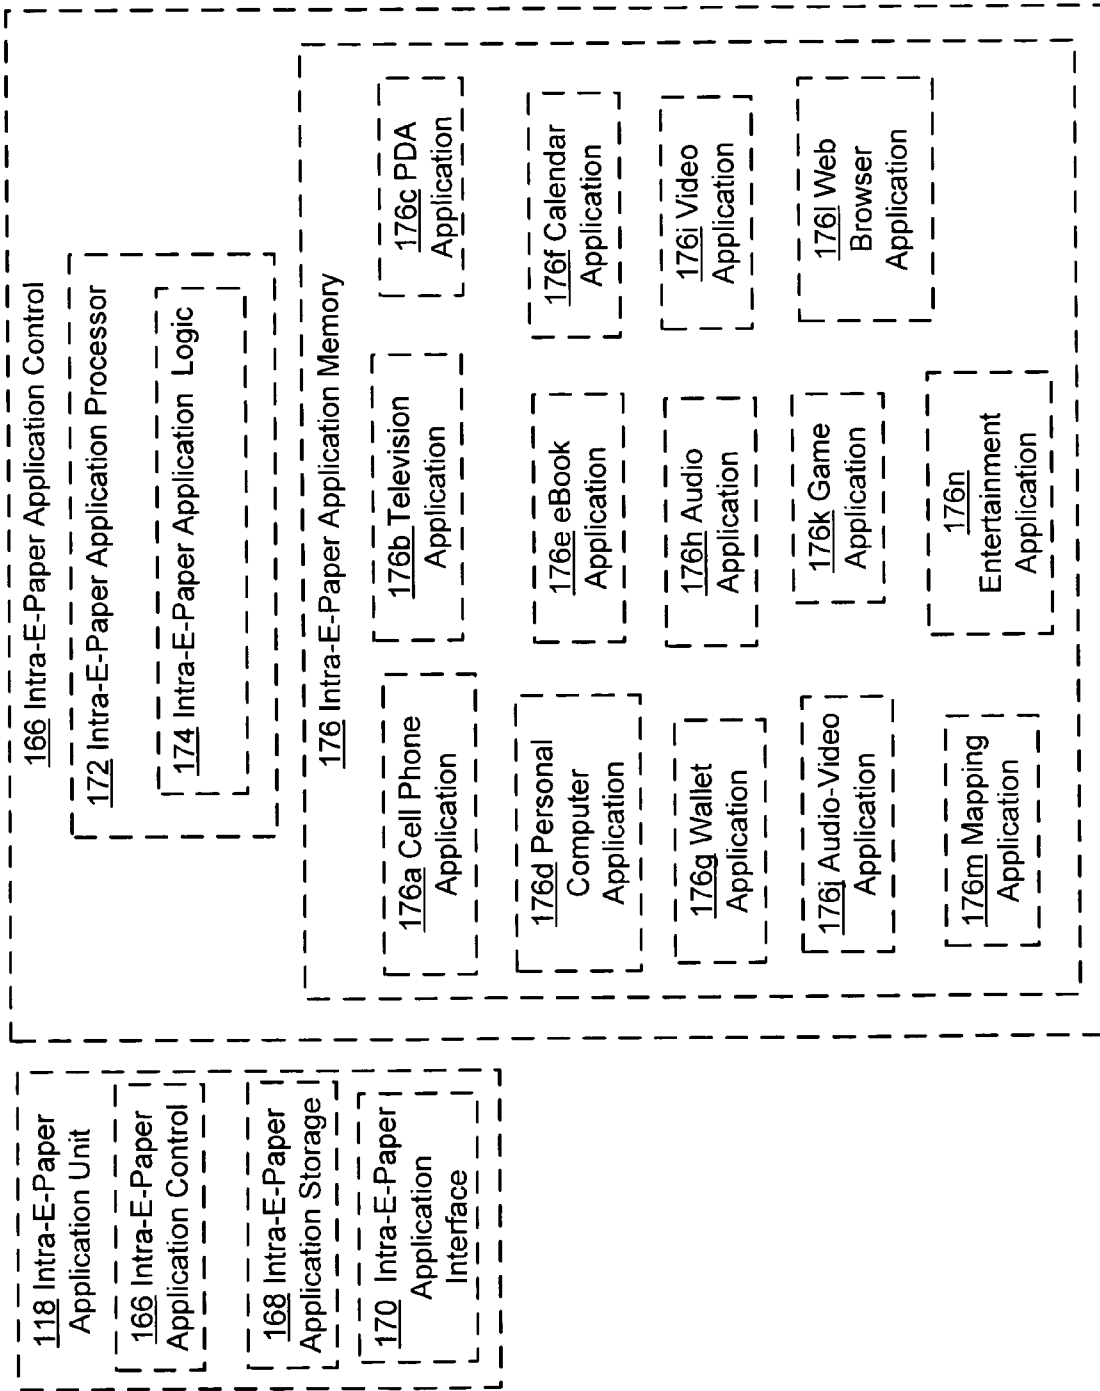 118 Intra-E-Paper
Application Unit
166 Intra-E-Paper
Application Control
168 Intra-E-Paper
Application Storage
170 Intra-E-Paper
Application
Interface
166 Intra-E-Paper Application Control
172 Intra-E-Paper Application Processor
174 Intra-E-Paper Application Logic
176 Intra-E-Paper Application Memory
176a Cell Phone
Application
176b Television
Application
176c PDA
Application
176d Personal
Computer
Application
176e eBook
Application
176f Calendar
Application
176g Wallet
Application
176h Audio
Application
176i Video
Application
176j Audio-Video
Application
176k Game
Application
176l Web
Browser
Application
176m Mapping
Application
176n
Entertainment
Application